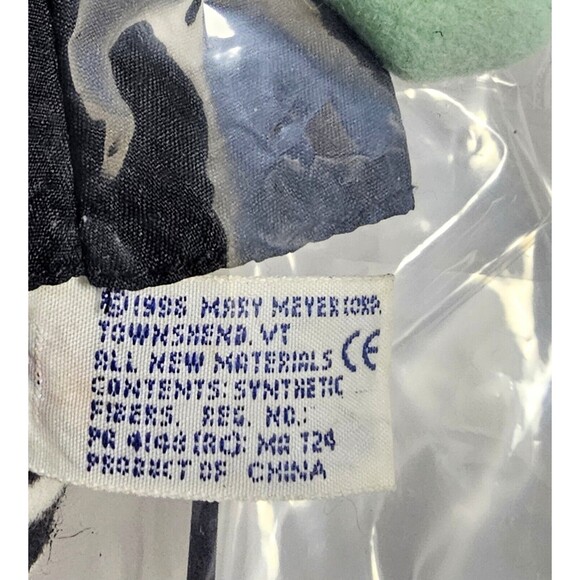 ©1998 MARY MEYER CORP.
TOWNSHEND, VT
ALL NEW MATERIALS CE
CONTENTS: SYNTHETIC
FIBERS. REG. NO.:
PA 4148 (RC): MA 724
PRODUCT OF CHINA